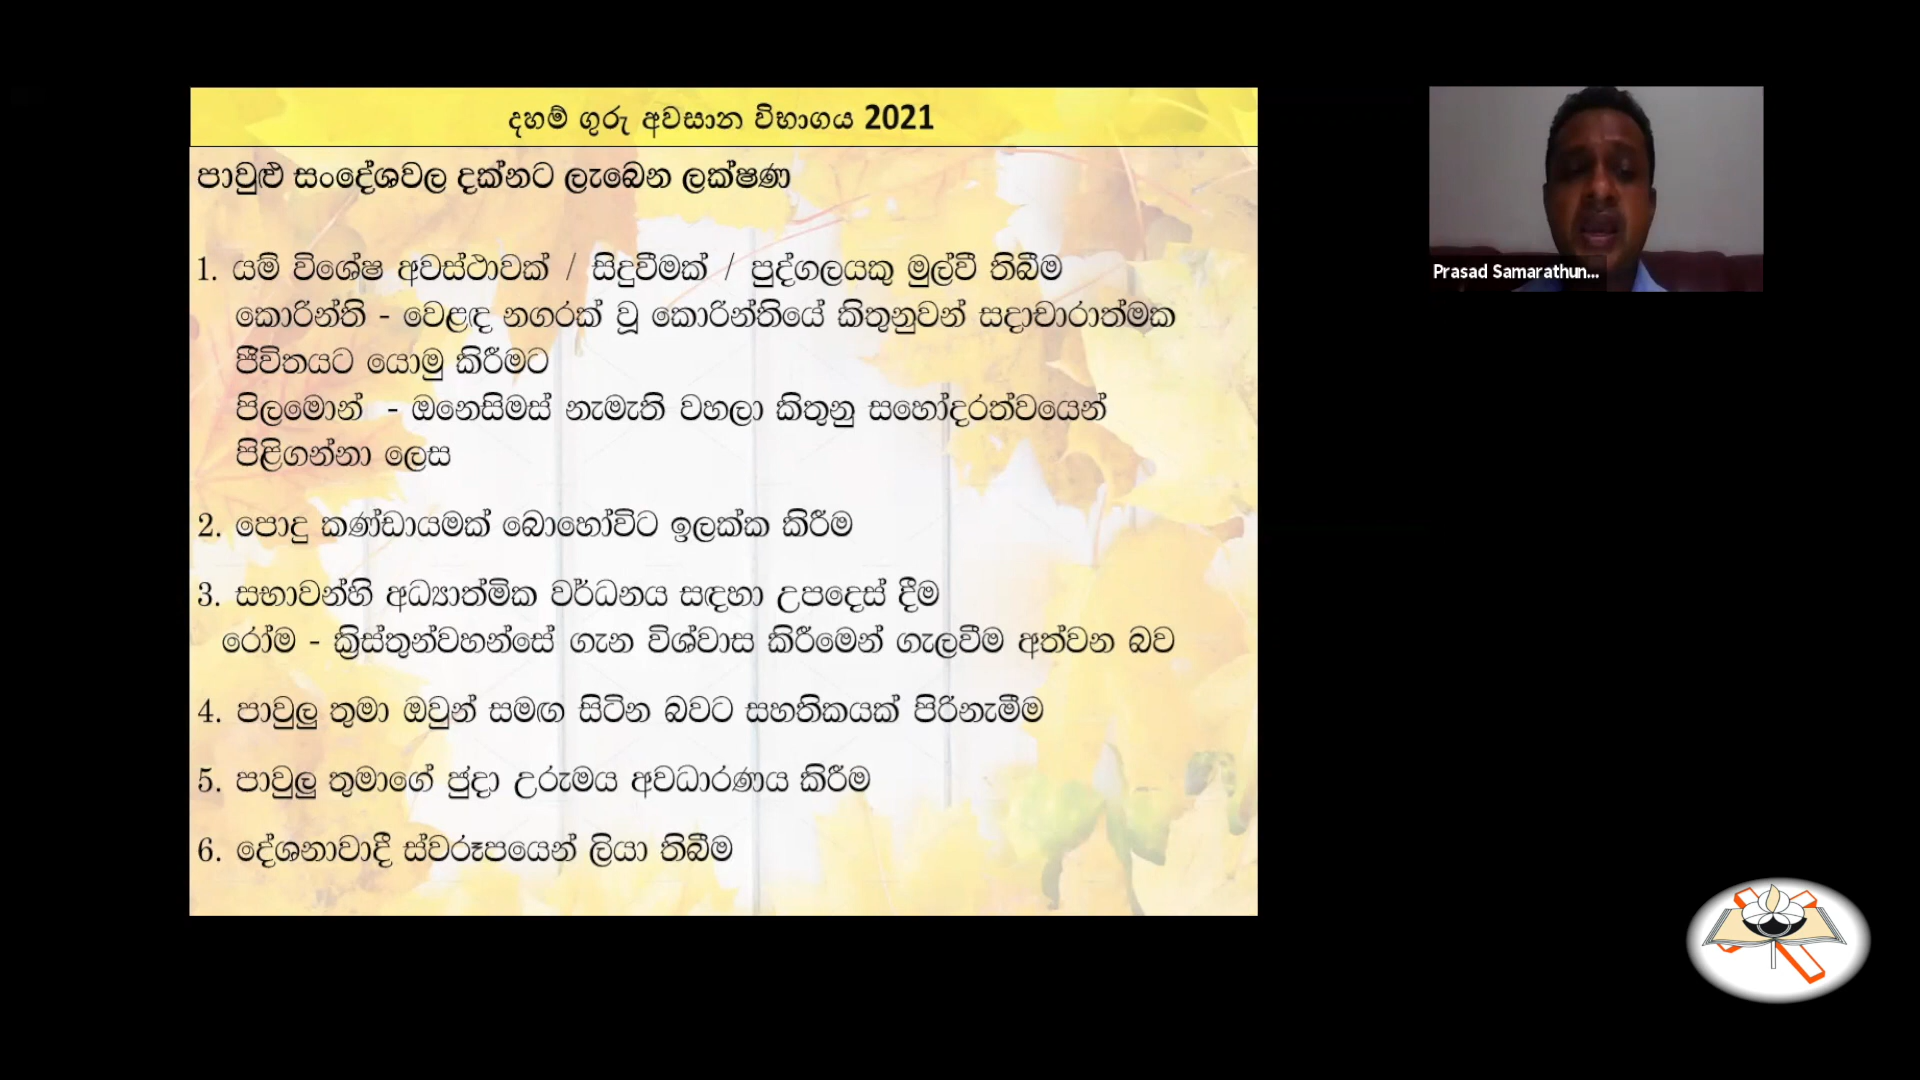 දහම් ගුරු අවසාන විභාගය 2021
පාවුළු සංදේශවල දක්නට ලැබෙන ලක්ෂණ
1. යම් විශේෂ අවස්ථාවක් / සිදුවීමක් / පුද්ගලයකු මුල්වී තිබීම
කොරින්ති - වෙළඳ නගරක් වූ කොරින්තියේ කිතුනුවන් සදාචාරාත්මක
ජීවිතයට යොමු කිරීමට
පිලමොන් - ඔනෙසිමස් නැමැති වහලා කිතුනු සහෝදරත්වයෙන්
පිළිගන්නා ලෙස
2. පොදු කණ්ඩායමක් බොහෝවිට ඉලක්ක කිරීම
3. සභාවන්හි අධ්‍යාත්මික වර්ධනය සඳහා උපදෙස් දීම
රෝම - ක්‍රිස්තුන්වහන්සේ ගැන විශ්වාස කිරීමෙන් ගැලවීම අත්වන බව
4. පාවුලු තුමා ඔවුන් සමඟ සිටින බවට සහතිකයක් පිරිනැමීම
5. පාවුලු තුමාගේ ජුදා උරුමය අවධාරණය කිරීම
6. දේශනාවාදී ස්වරූපයෙන් ලියා තිබීම
Prasad Samarathun...